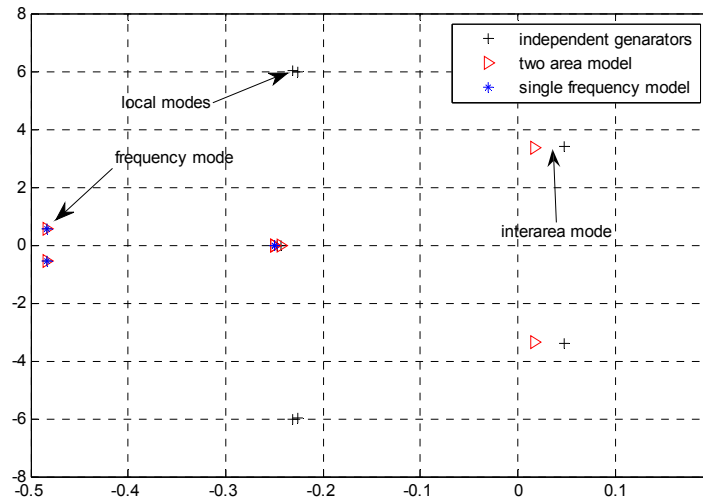 8
independent genarators
two area model
single frequency model
6
local modes
4
frequency mode
2
interarea mode
0
-2
-4
-6
-8
-0.5
-0.4
-0.3
-0.2
-0.1
0
0.1